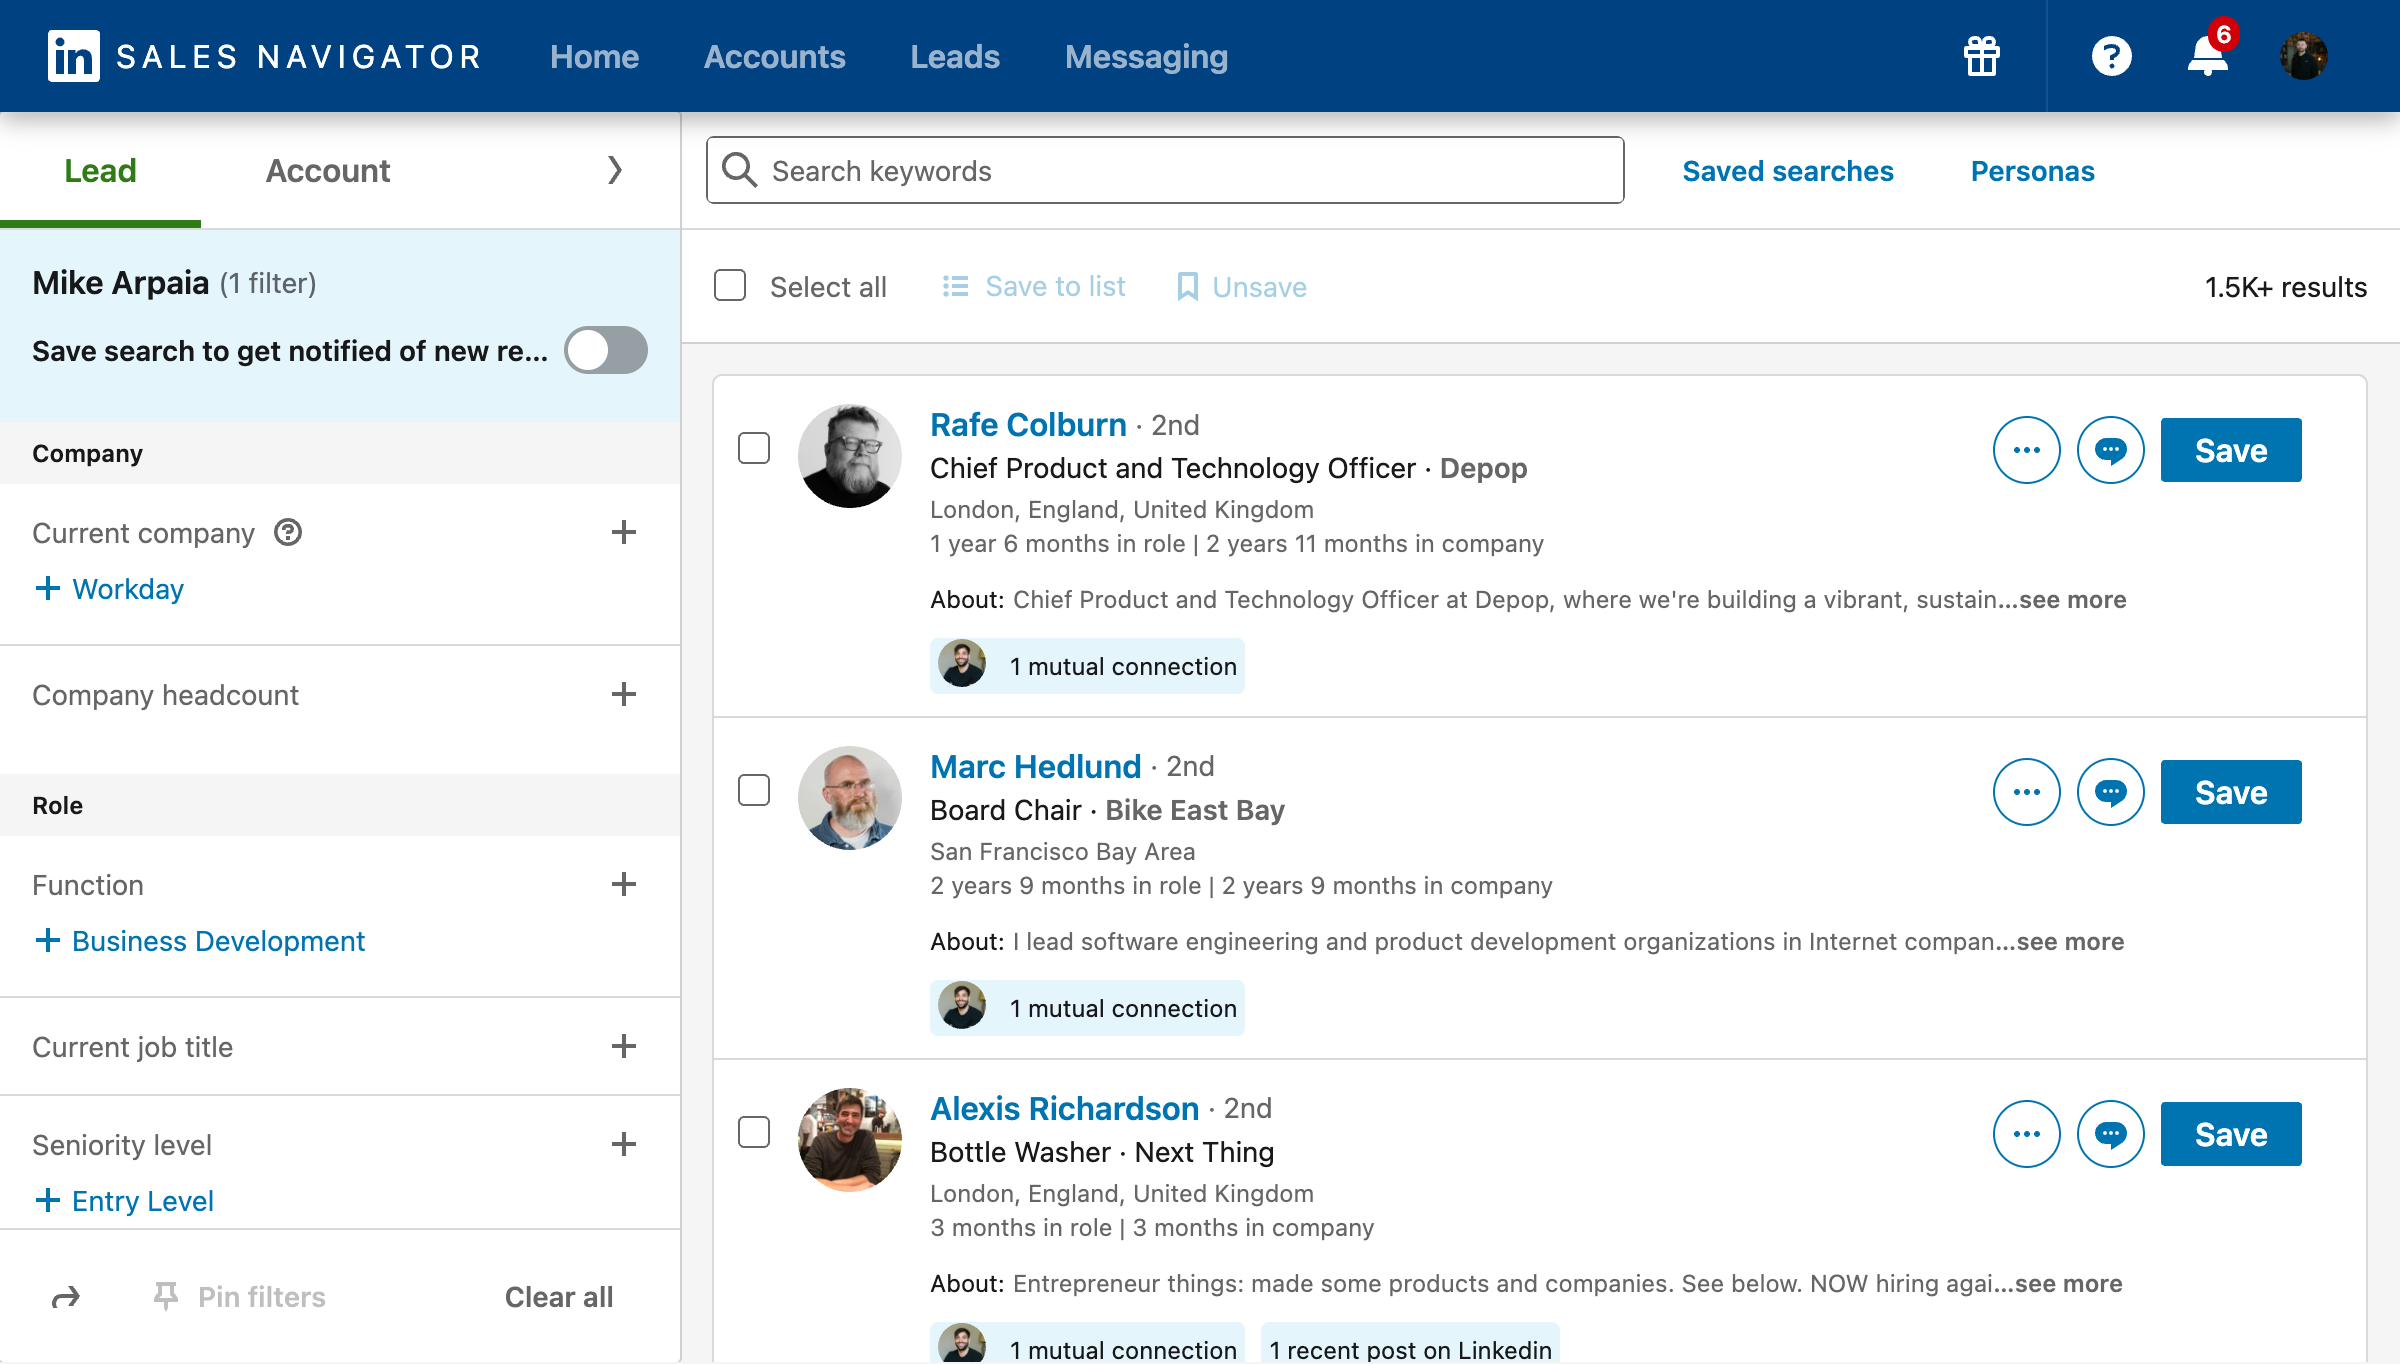 in SALES NAVIGATOR Home Accounts Leads Messaging 6
Lead Account
Search keywords Saved searches Personas
Mike Arpaia (1 filter)
Save search to get notified of new re...
Select all Save to list Unsave 1.5K+ results
Company
Current company
Workday
Company headcount
Role
Function
Business Development
Current job title
Seniority level
Entry Level
Pin filters Clear all
Rafe Colburn · 2nd
Chief Product and Technology Officer · Depop
London, England, United Kingdom
1 year 6 months in role | 2 years 11 months in company
About: Chief Product and Technology Officer at Depop, where we're building a vibrant, sustain...see more
1 mutual connection
Save
Marc Hedlund · 2nd
Board Chair · Bike East Bay
San Francisco Bay Area
2 years 9 months in role | 2 years 9 months in company
About: I lead software engineering and product development organizations in Internet compan...see more
1 mutual connection
Save
Alexis Richardson · 2nd
Bottle Washer · Next Thing
London, England, United Kingdom
3 months in role | 3 months in company
About: Entrepreneur things: made some products and companies. See below. NOW hiring agai...see more
1 mutual connection 1 recent post on Linkedin
Save